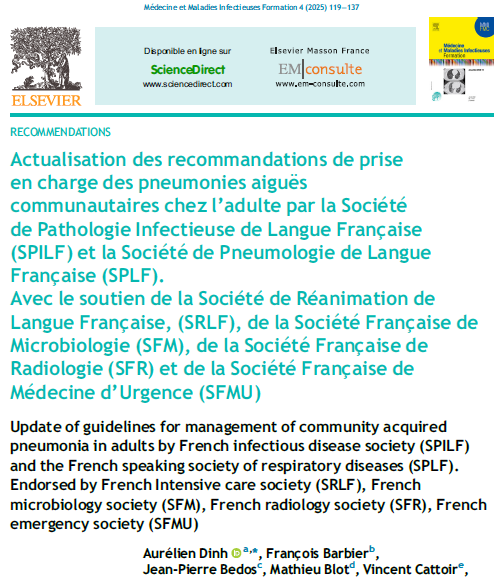 Médecine et Maladies Infectieuses Formation 4 (2025) 119–137
ELSEVIER
Disponible en ligne sur
ScienceDirect
www.sciencedirect.com
Elsevier Masson France
EM|consulte
www.em-consulte.com
Médecine et
Maladies Infectieuses
Formation
RECOMMENDATIONS
Actualisation des recommandations de prise
en charge des pneumonies aiguës
communautaires chez l’adulte par la Société
de Pathologie Infectieuse de Langue Française
(SPILF) et la Société de Pneumologie de Langue
Française (SPLF).
Avec le soutien de la Société de Réanimation de
Langue Française, (SRLF), de la Société Française de
Microbiologie (SFM), de la Société Française de
Radiologie (SFR) et de la Société Française de
Médecine d’Urgence (SFMU)
Update of guidelines for management of community acquired
pneumonia in adults by French infectious disease society (SPILF)
and the French speaking society of respiratory diseases (SPLF).
Endorsed by French Intensive care society (SRLF), French
microbiology society (SFM), French radiology society (SFR), French
emergency society (SFMU)
Aurélien Dinh a,*, François Barbier b,
Jean-Pierre Bedos c, Mathieu Blot d, Vincent Cattoir e,